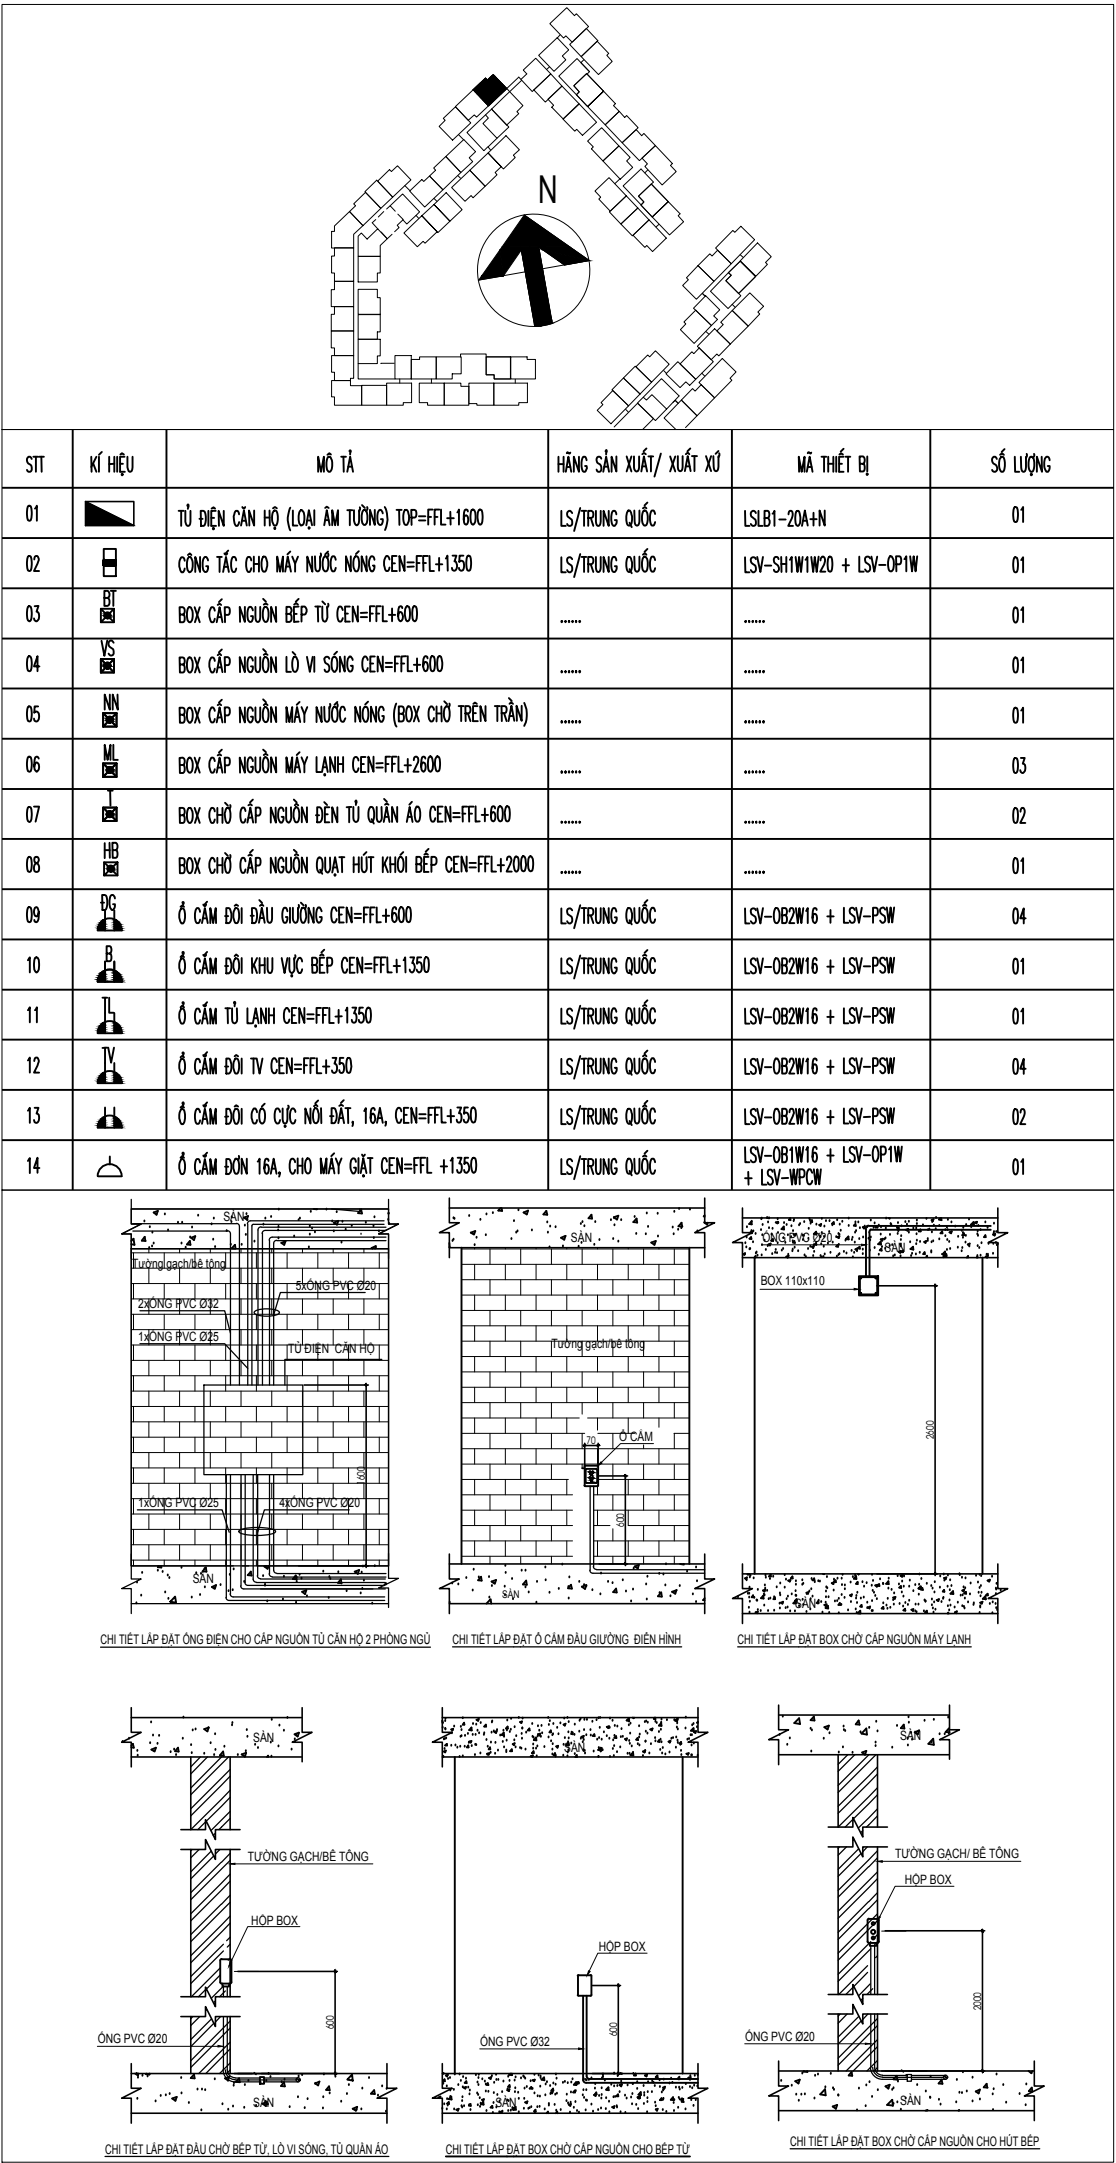 N
STT KÍ HIỆU MÔ TẢ HÃNG SẢN XUẤT/ XUẤT XỨ MÃ THIẾT BỊ SỐ LƯỢNG
01 TỦ ĐIỆN CĂN HỘ (LOẠI ÂM TƯỜNG) TOP=FFL+1600 LS/TRUNG QUỐC LSLB1-20A+N 01
02 CÔNG TẮC CHO MÁY NƯỚC NÓNG CEN=FFL+1350 LS/TRUNG QUỐC LSV-SH1W1W20 + LSV-OP1W 01
03 BT BOX CẤP NGUỒN BẾP TỪ CEN=FFL+600 ...... ...... 01
04 VS BOX CẤP NGUỒN LÒ VI SÓNG CEN=FFL+600 ...... ...... 01
05 NN BOX CẤP NGUỒN MÁY NƯỚC NÓNG (BOX CHỜ TRÊN TRẦN) ...... ...... 01
06 ML BOX CẤP NGUỒN MÁY LẠNH CEN=FFL+2600 ...... ...... 03
07 T BOX CHỜ CẤP NGUỒN ĐÈN TỦ QUẦN ÁO CEN=FFL+600 ...... ...... 02
08 HB BOX CHỜ CẤP NGUỒN QUẠT HÚT KHÓI BẾP CEN=FFL+2000 ...... ...... 01
09 ĐG Ổ CẮM ĐÔI ĐẦU GIƯỜNG CEN=FFL+600 LS/TRUNG QUỐC LSV-OB2W16 + LSV-PSW 04
10 B Ổ CẮM ĐÔI KHU VỰC BẾP CEN=FFL+1350 LS/TRUNG QUỐC LSV-OB2W16 + LSV-PSW 01
11 TL Ổ CẮM TỦ LẠNH CEN=FFL+1350 LS/TRUNG QUỐC LSV-OB2W16 + LSV-PSW 01
12 TV Ổ CẮM ĐÔI TV CEN=FFL+350 LS/TRUNG QUỐC LSV-OB2W16 + LSV-PSW 04
13 Ổ CẮM ĐÔI CÓ CỰC NỐI ĐẤT, 16A, CEN=FFL+350 LS/TRUNG QUỐC LSV-OB2W16 + LSV-PSW 02
14 Ổ CẮM ĐƠN 16A, CHO MÁY GIẶT CEN=FFL +1350 LS/TRUNG QUỐC LSV-OB1W16 + LSV-OP1W 01
+ LSV-WPCW
SÀN
Tường gạch/bê tông
5xỐNG PVC Ø20
2xỐNG PVC Ø32
1xỐNG PVC Ø25
TỦ ĐIỆN CĂN HỘ
1600
1xỐNG PVC Ø25
4xỐNG PVC Ø20
SÀN
CHI TIẾT LẮP ĐẶT ỐNG ĐIỆN CHO CẤP NGUỒN TỦ CĂN HỘ 2 PHÒNG NGỦ
SÀN
Tường gạch/bê tông
70
Ổ CẮM
600
SÀN
CHI TIẾT LẮP ĐẶT Ổ CẮM ĐẦU GIƯỜNG ĐIỂN HÌNH
ỐNG PVC Ø20
SÀN
BOX 110x110
2600
SÀN
CHI TIẾT LẮP ĐẶT BOX CHỜ CẤP NGUỒN MÁY LẠNH
SÀN
TƯỜNG GẠCH/BÊ TÔNG
HỘP BOX
600
ỐNG PVC Ø20
SÀN
CHI TIẾT LẮP ĐẶT ĐẦU CHỜ BẾP TỪ, LÒ VI SÓNG, TỦ QUẦN ÁO
SÀN
HỘP BOX
600
ỐNG PVC Ø32
SÀN
CHI TIẾT LẮP ĐẶT BOX CHỜ CẤP NGUỒN CHO BẾP TỪ
SÀN
TƯỜNG GẠCH/ BÊ TÔNG
HỘP BOX
2000
ỐNG PVC Ø20
SÀN
CHI TIẾT LẮP ĐẶT BOX CHỜ CẤP NGUỒN CHO HÚT BẾP